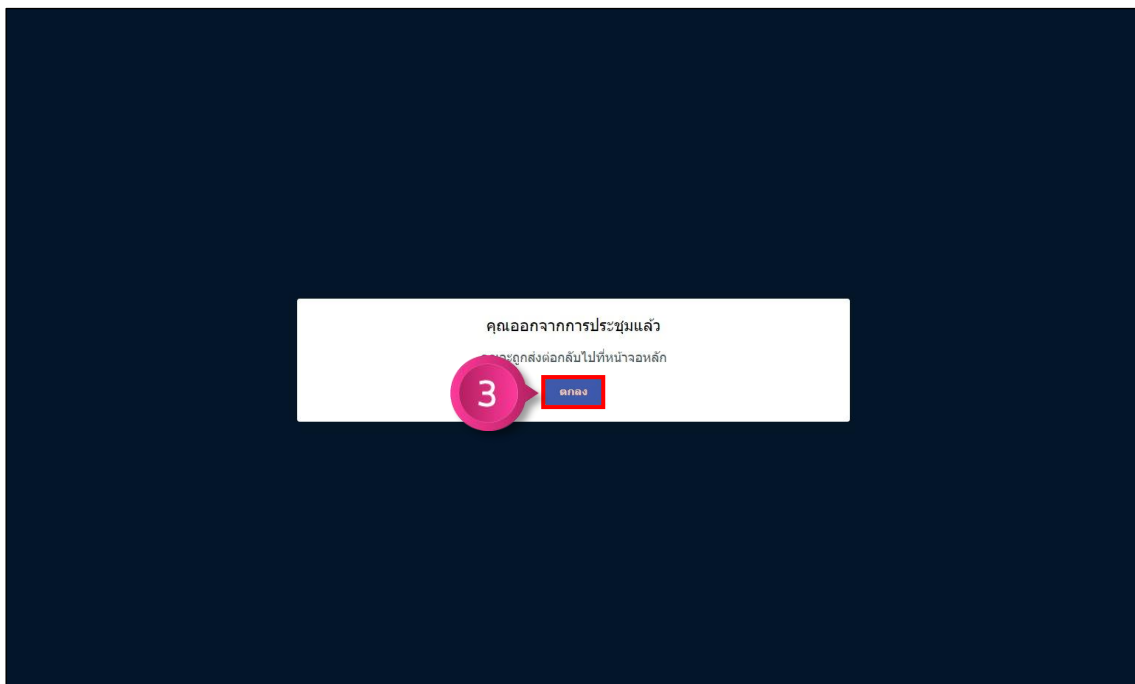 คุณออกจากการประชุมแล้ว
จะถูกส่งต่อกลับไปที่หน้าจอหลัก
3
ตกลง